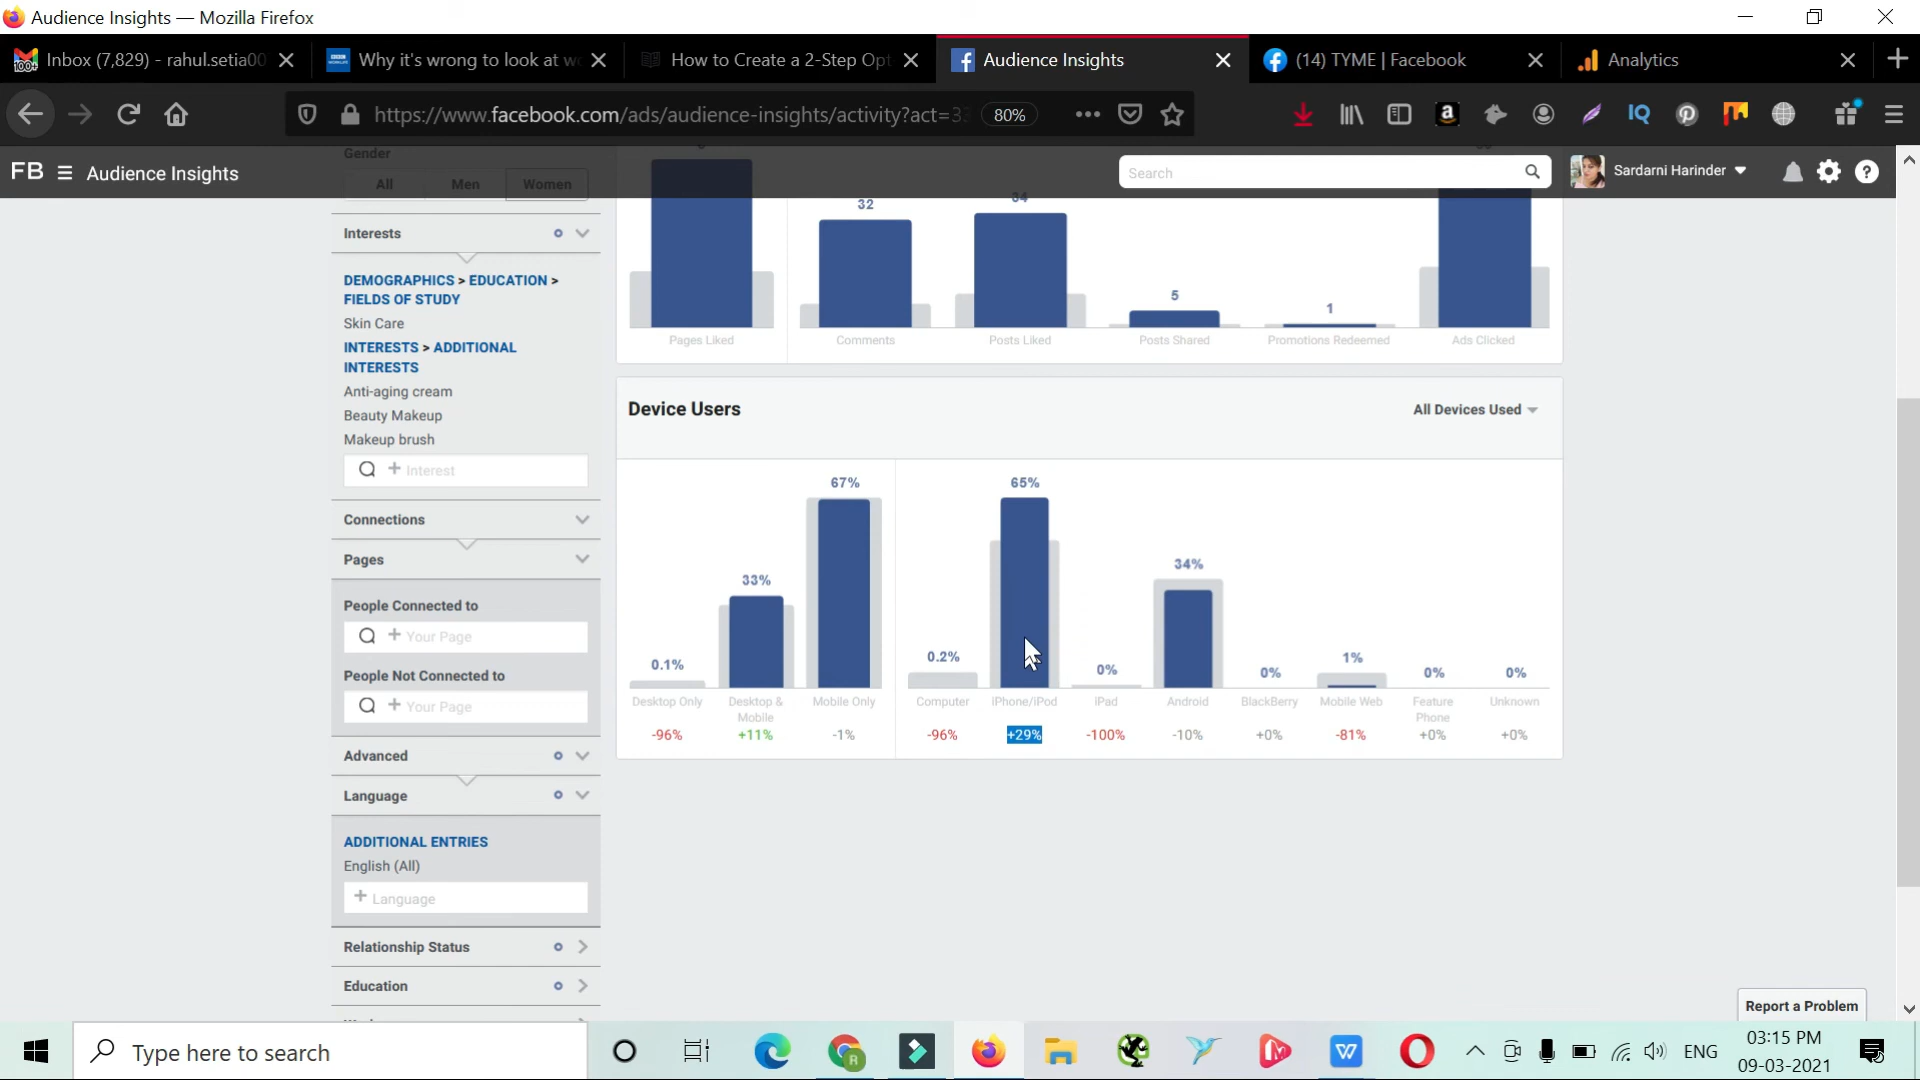 Audience Insights — Mozilla Firefox
Inbox (7,829) - rahul.setia00
Why it's wrong to look at w
How to Create a 2-Step Opt
Audience Insights
(14) TYME | Facebook
Analytics
https://www.facebook.com/ads/audience-insights/activity?act=3
80%
FB
Audience Insights
Search
Sardarni Harinder
Gender
All Men Women
Interests
DEMOGRAPHICS > EDUCATION >
FIELDS OF STUDY
Skin Care
INTERESTS > ADDITIONAL
INTERESTS
Anti-aging cream
Beauty Makeup
Makeup brush
+ Interest
Connections
Pages
People Connected to
+ Your Page
People Not Connected to
+ Your Page
Advanced
Language
ADDITIONAL ENTRIES
English (All)
+ Language
Relationship Status
Education
32 34 5 1
Pages Liked Comments Posts Liked Posts Shared Promotions Redeemed Ads Clicked
Device Users
All Devices Used
0.1% 33% 67% 0.2% 65% 0% 34% 0% 1% 0% 0%
Desktop Only Desktop & Mobile Mobile Only Computer iPhone/iPod iPad Android BlackBerry Mobile Web Feature Phone Unknown
-96% +11% -1% -96% +29% -100% -10% +0% -81% +0% +0%
Report a Problem
Type here to search
ENG
03:15 PM
09-03-2021